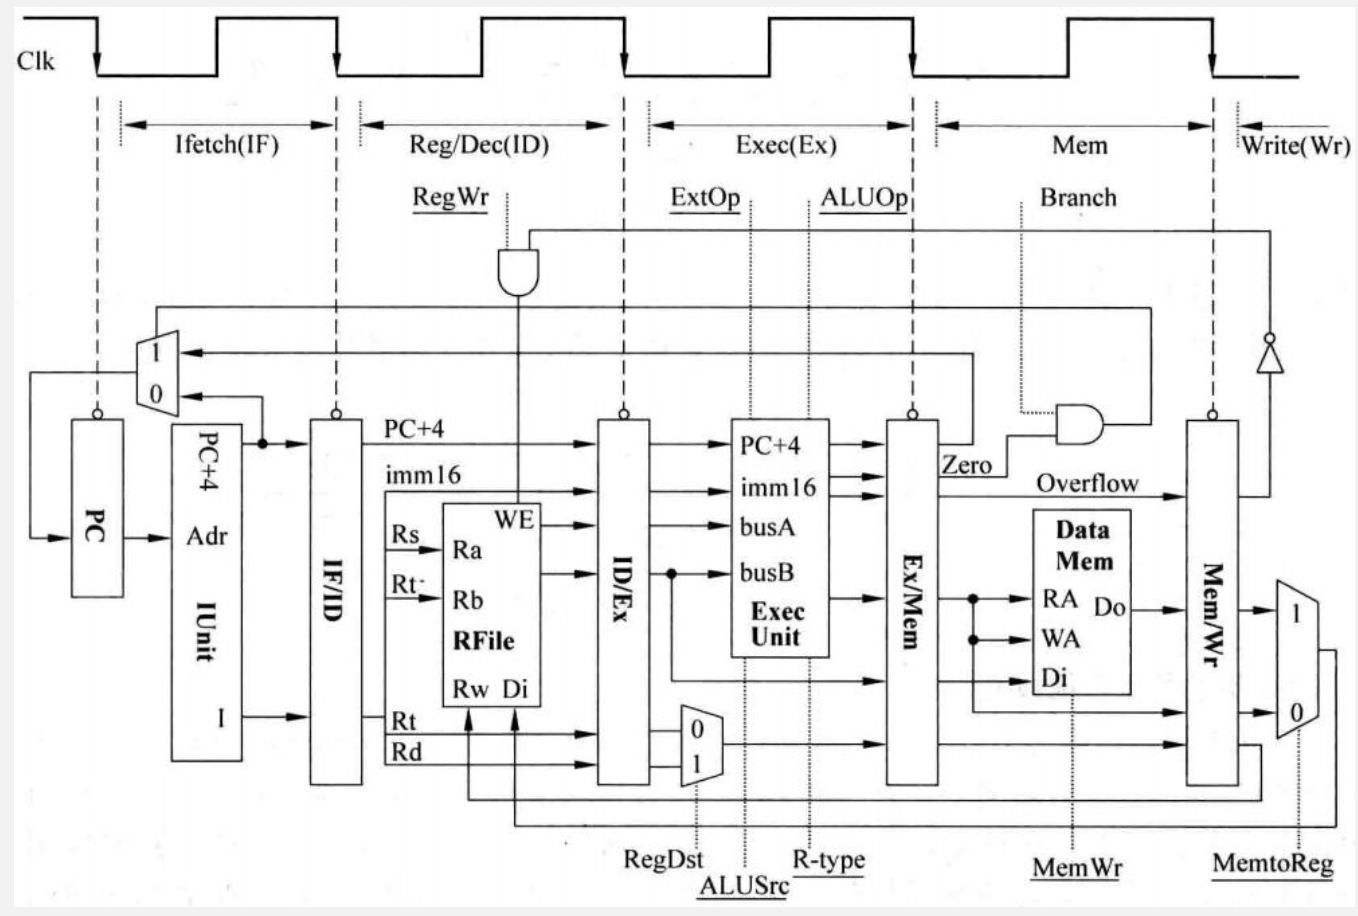 Clk
Ifetch(IF)
Reg/Dec(ID)
Exec(Ex)
Mem
Write(Wr)
RegWr
ExtOp
ALUOp
Branch
1
0
PC
PC+4
Adr
IUnit
I
IF/ID
PC+4
imm16
Rs
Rt
Rt
Rd
WE
Ra
Rb
RFile
Rw Di
ID/Ex
0
1
PC+4
imm16
busA
busB
Exec
Unit
Ex/Mem
Zero
Overflow
Data
Mem
RA
Do
WA
Di
Mem/Wr
1
0
RegDst
ALUSrc
R-type
MemWr
MemtoReg